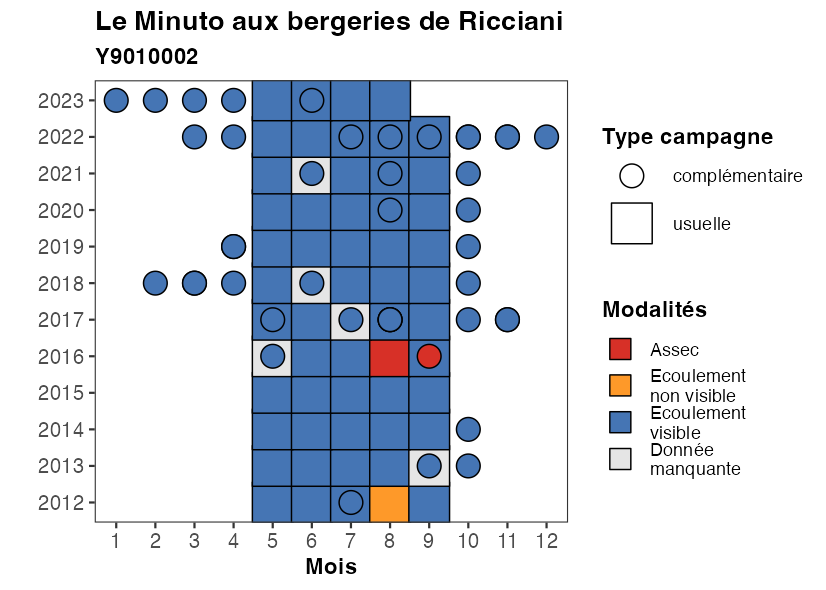 Le Minuto aux bergeries de Ricciani
Y9010002
2023
2022
2021
2020
2019
2018
2017
2016
2015
2014
2013
2012
1 2 3 4 5 6 7 8 9 10 11 12
Mois
Type campagne
complémentaire
usuelle
Modalités
Assec
Ecoulement
non visible
Ecoulement
visible
Donnée
manquante